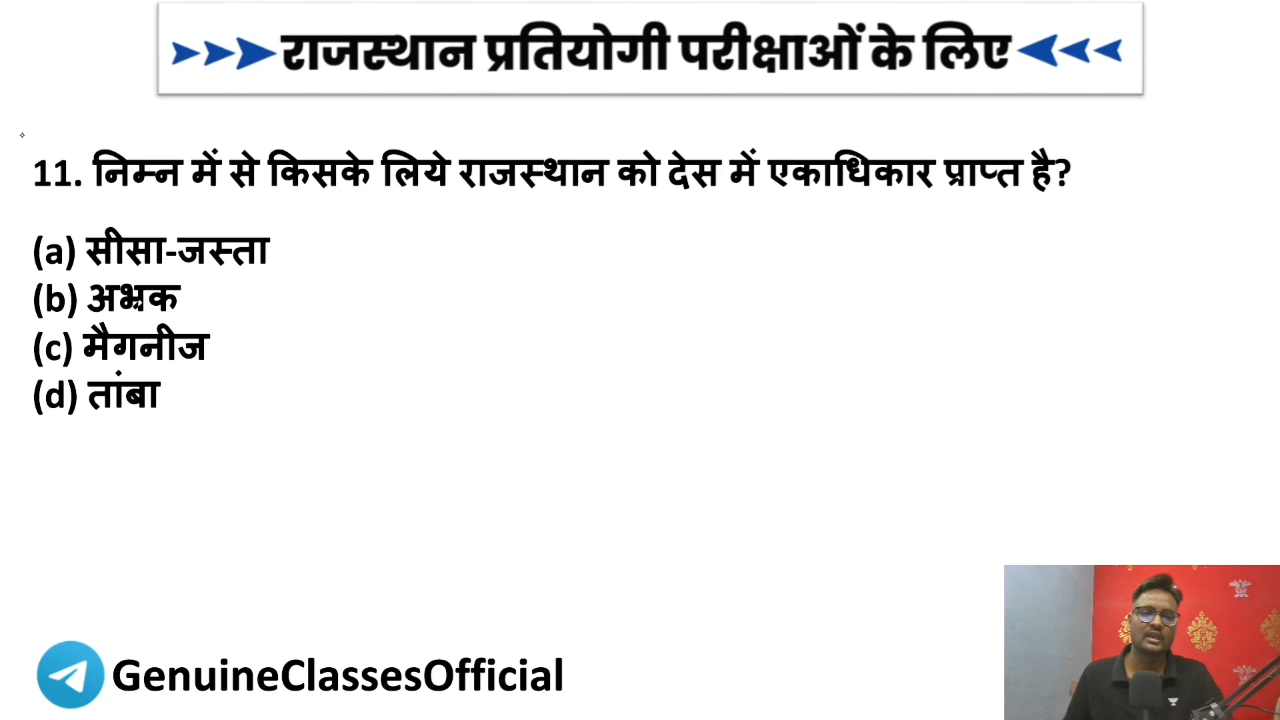 राजस्थान प्रतियोगी परीक्षाओं के लिए
11. निम्न में से किसके लिये राजस्थान को देस में एकाधिकार प्राप्त है?
(a) सीसा-जस्ता
(b) अभ्रक
(c) मैगनीज
(d) तांबा
GenuineClassesOfficial